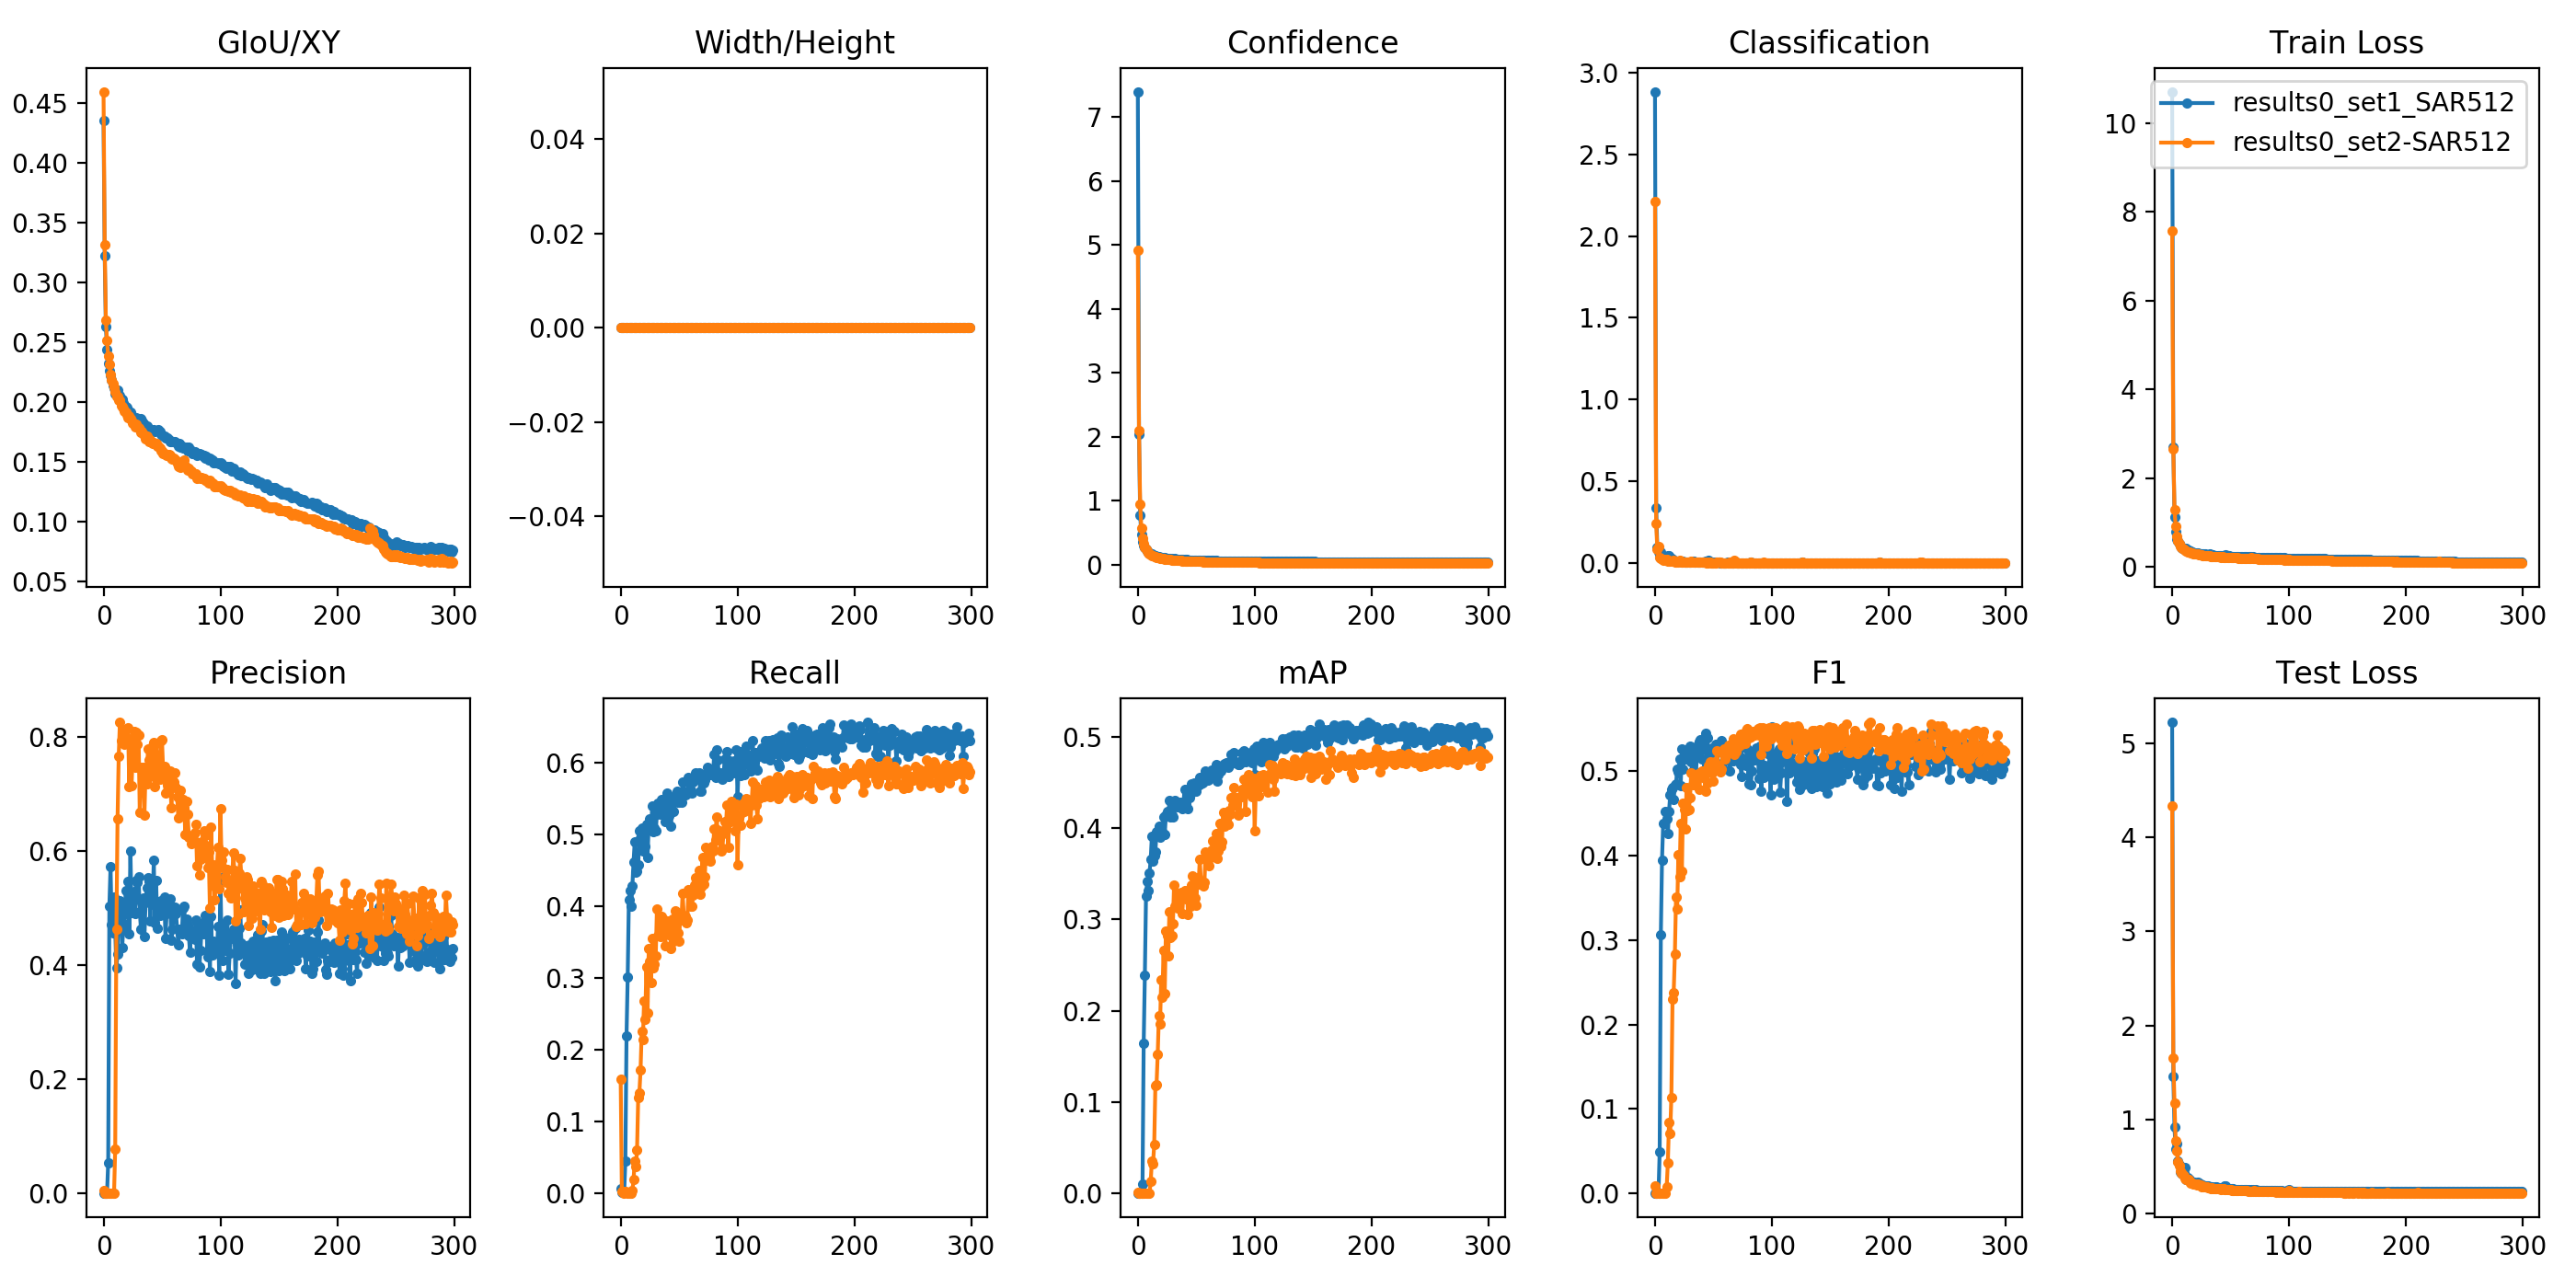 GIoU/XY
0.45
0.40
0.35
0.30
0.25
0.20
0.15
0.10
0.05
0 100 200 300
Width/Height
0.04
0.02
0.00
−0.02
−0.04
0 100 200 300
Confidence
7
6
5
4
3
2
1
0
0 100 200 300
Classification
3.0
2.5
2.0
1.5
1.0
0.5
0.0
0 100 200 300
Train Loss
results0_set1_SAR512
results0_set2-SAR512
10
8
6
4
2
0
0 100 200 300
Precision
0.8
0.6
0.4
0.2
0.0
0 100 200 300
Recall
0.6
0.5
0.4
0.3
0.2
0.1
0.0
0 100 200 300
mAP
0.5
0.4
0.3
0.2
0.1
0.0
0 100 200 300
F1
0.5
0.4
0.3
0.2
0.1
0.0
0 100 200 300
Test Loss
5
4
3
2
1
0
0 100 200 300